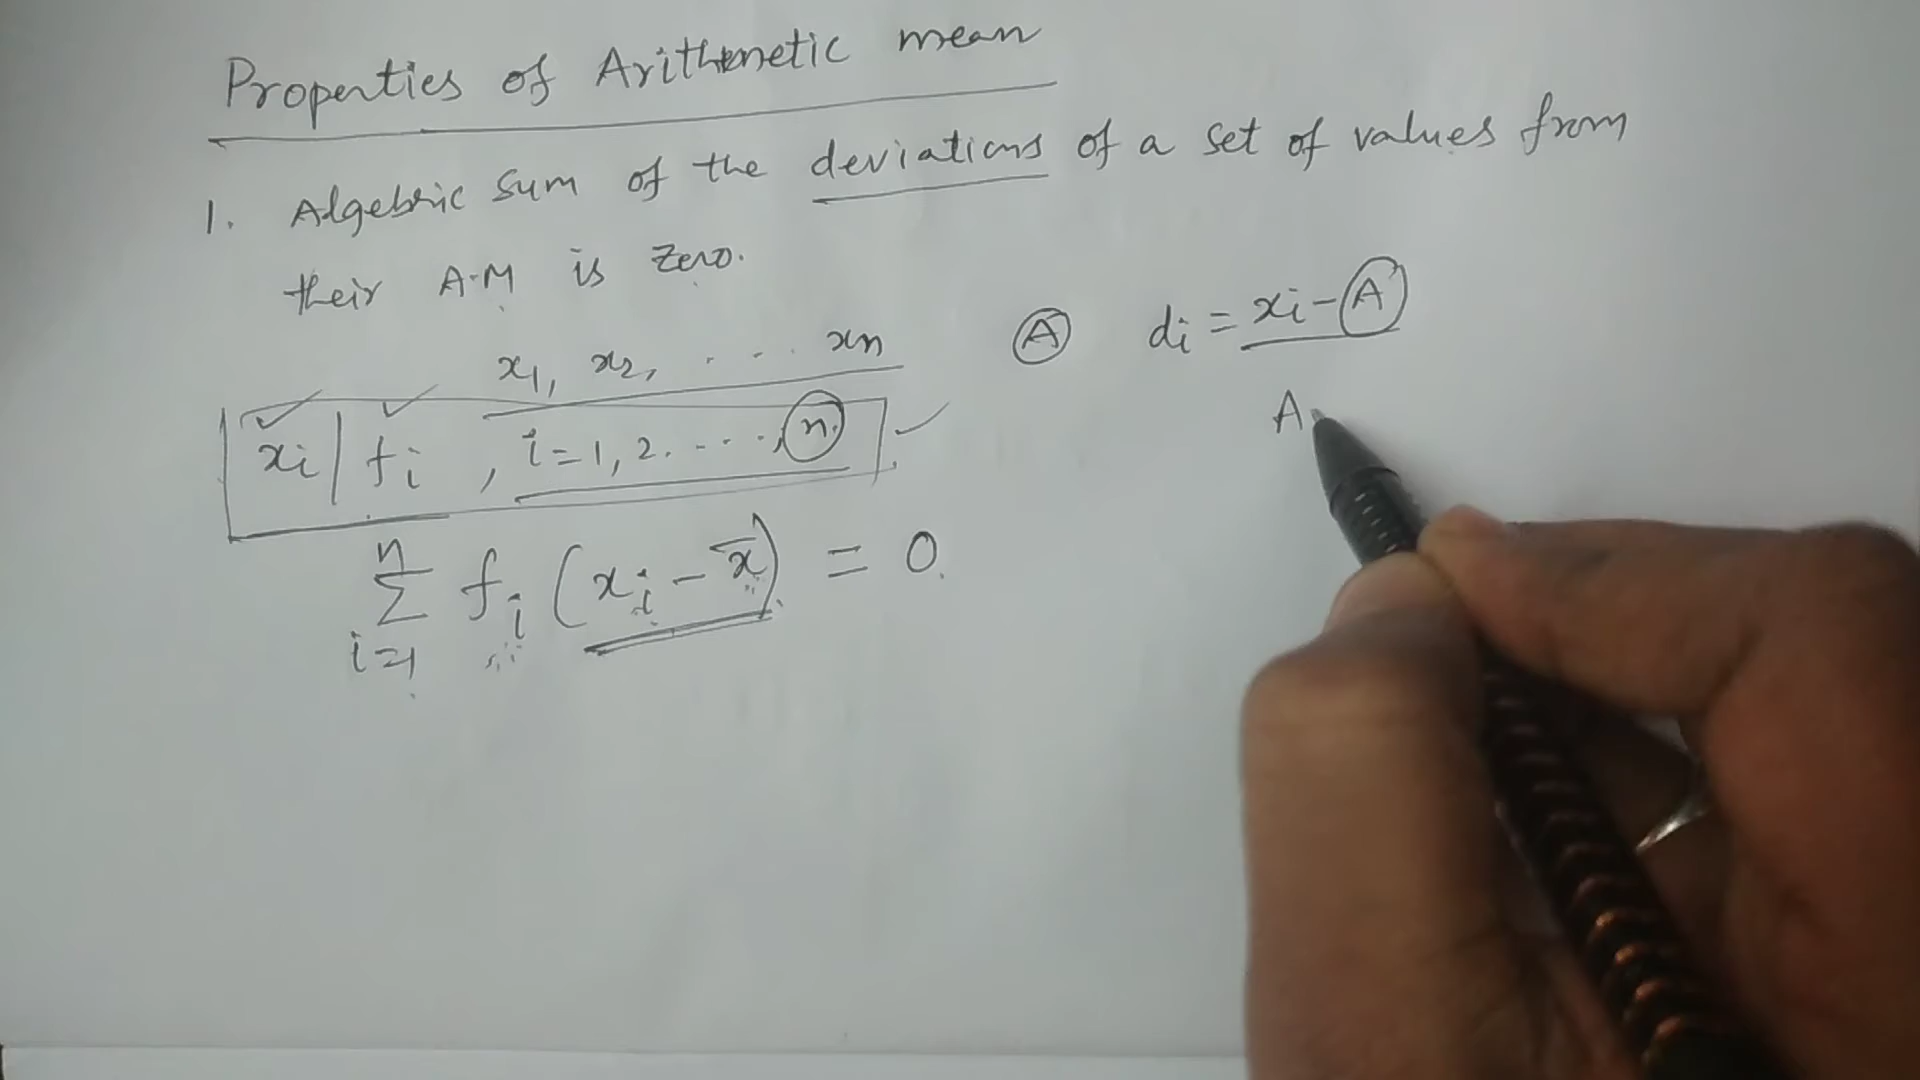 Properties of Arithmetic mean
1. Algebric sum of the deviations of a set of values from
their A.M is zero.
x1, x2, . . . xn
A di = xi - A
xi | fi , i = 1, 2. . . . , n.
A
n
Σ fi (xi - x̄) = 0.
i=1